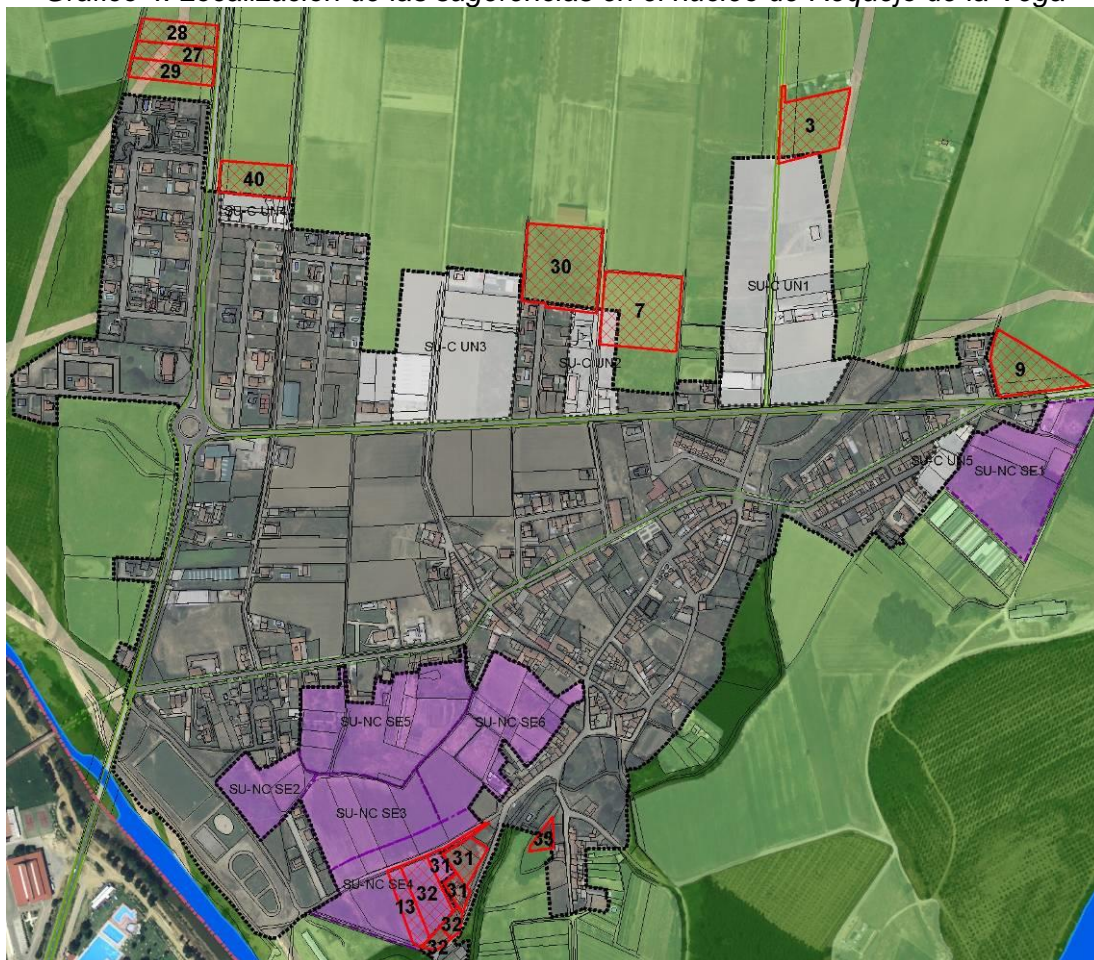 Gráfico 4. Localización de las sugerencias en el núcleo de Requejo de la Vega
28
27
29
3
40
SU-C UN4
30
7
SU-C UN1
SU-C UN3
SU-C UN2
9
SU-C UN5
SU-NC SE1
SU-NC SE5
SU-NC SE6
SU-NC SE2
SU-NC SE3
39
31
31
SU-NC SE4
32
31
13
32
32